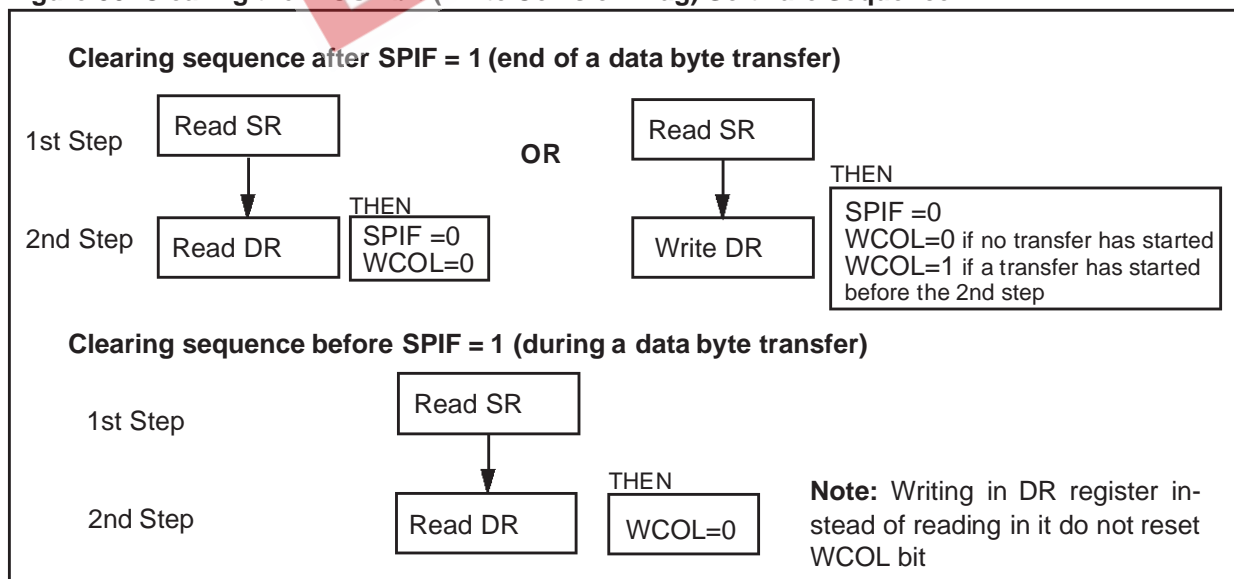 Clearing sequence after SPIF = 1 (end of a data byte transfer)
1st Step
Read SR
OR
Read SR
THEN
2nd Step
Read DR
THEN
SPIF =0
WCOL=0
Write DR
SPIF =0
WCOL=0 if no transfer has started
WCOL=1 if a transfer has started
before the 2nd step
Clearing sequence before SPIF = 1 (during a data byte transfer)
1st Step
Read SR
2nd Step
Read DR
THEN
WCOL=0
Note: Writing in DR register in-
stead of reading in it do not reset
WCOL bit